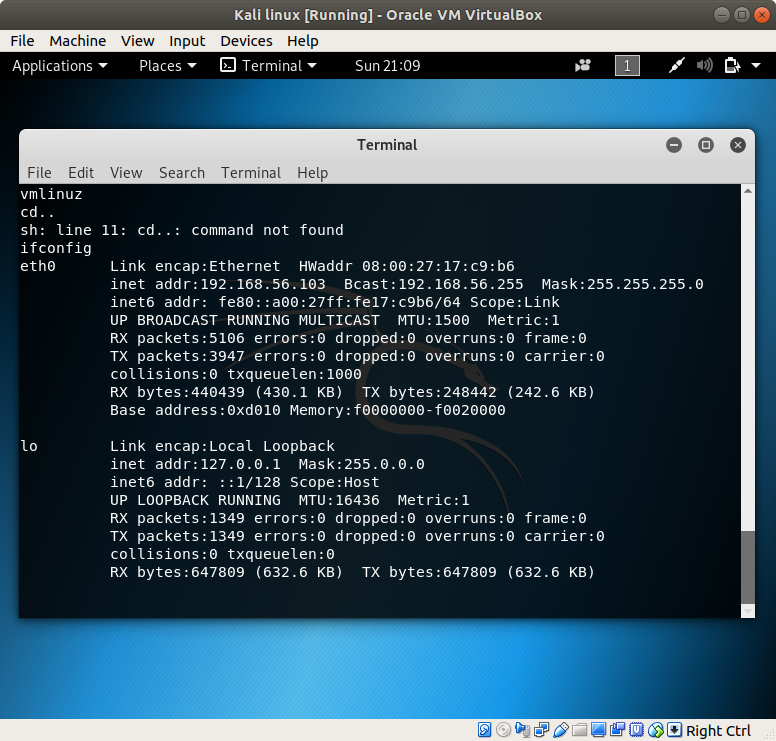 Kali linux [Running] - Oracle VM VirtualBox
File Machine View Input Devices Help
Applications Places Terminal Sun 21:09 1
Terminal
File Edit View Search Terminal Help
vmlinuz
cd..
sh: line 11: cd..: command not found
ifconfig
eth0      Link encap:Ethernet  HWaddr 08:00:27:17:c9:b6
          inet addr:192.168.56.103  Bcast:192.168.56.255  Mask:255.255.255.0
          inet6 addr: fe80::a00:27ff:fe17:c9b6/64 Scope:Link
          UP BROADCAST RUNNING MULTICAST  MTU:1500  Metric:1
          RX packets:5106 errors:0 dropped:0 overruns:0 frame:0
          TX packets:3947 errors:0 dropped:0 overruns:0 carrier:0
          collisions:0 txqueuelen:1000
          RX bytes:440439 (430.1 KB)  TX bytes:248442 (242.6 KB)
          Base address:0xd010 Memory:f0000000-f0020000
lo        Link encap:Local Loopback
          inet addr:127.0.0.1  Mask:255.0.0.0
          inet6 addr: ::1/128 Scope:Host
          UP LOOPBACK RUNNING  MTU:16436  Metric:1
          RX packets:1349 errors:0 dropped:0 overruns:0 frame:0
          TX packets:1349 errors:0 dropped:0 overruns:0 carrier:0
          collisions:0 txqueuelen:0
          RX bytes:647809 (632.6 KB)  TX bytes:647809 (632.6 KB)
Right Ctrl